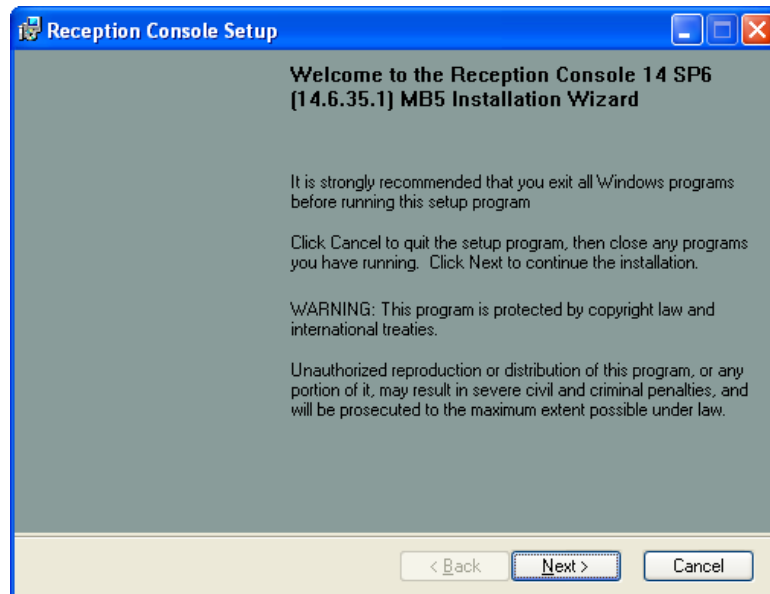 Reception Console Setup
Welcome to the Reception Console 14 SP6
(14.6.35.1) MB5 Installation Wizard
It is strongly recommended that you exit all Windows programs
before running this setup program
Click Cancel to quit the setup program, then close any programs
you have running.  Click Next to continue the installation.
WARNING: This program is protected by copyright law and
international treaties.
Unauthorized reproduction or distribution of this program, or any
portion of it, may result in severe civil and criminal penalties, and
will be prosecuted to the maximum extent possible under law.
< Back Next > Cancel